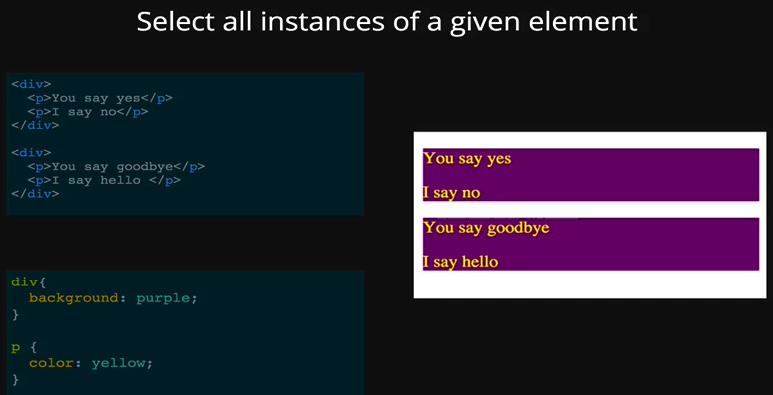 Select all instances of a given element
<div>
  <p>You say yes</p>
  <p>I say no</p>
</div>
<div>
  <p>You say goodbye</p>
  <p>I say hello </p>
</div>
div{
  background: purple;
}
p {
  color: yellow;
}
You say yes
I say no
You say goodbye
I say hello